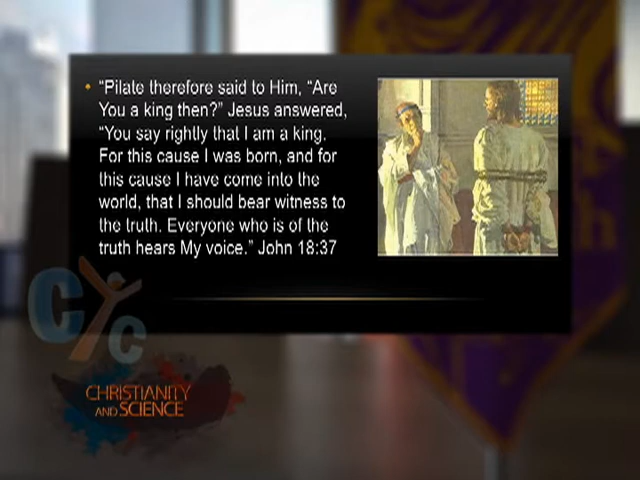 • “Pilate therefore said to Him, “Are
You a king then?” Jesus answered,
“You say rightly that I am a king.
For this cause I was born, and for
this cause I have come into the
world, that I should bear witness to
the truth. Everyone who is of the
truth hears My voice.” John 18:37
CYC
CHRISTIANITY
AND SCIENCE